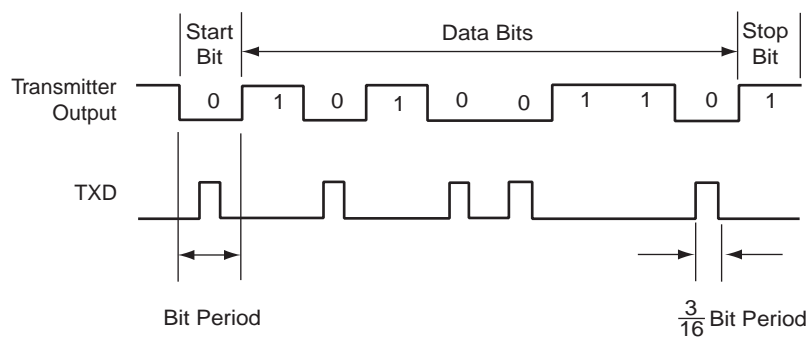 Start Bit
Data Bits
Stop Bit
Transmitter Output
0 1 0 1 0 0 1 1 0 1
TXD
Bit Period
3/16 Bit Period